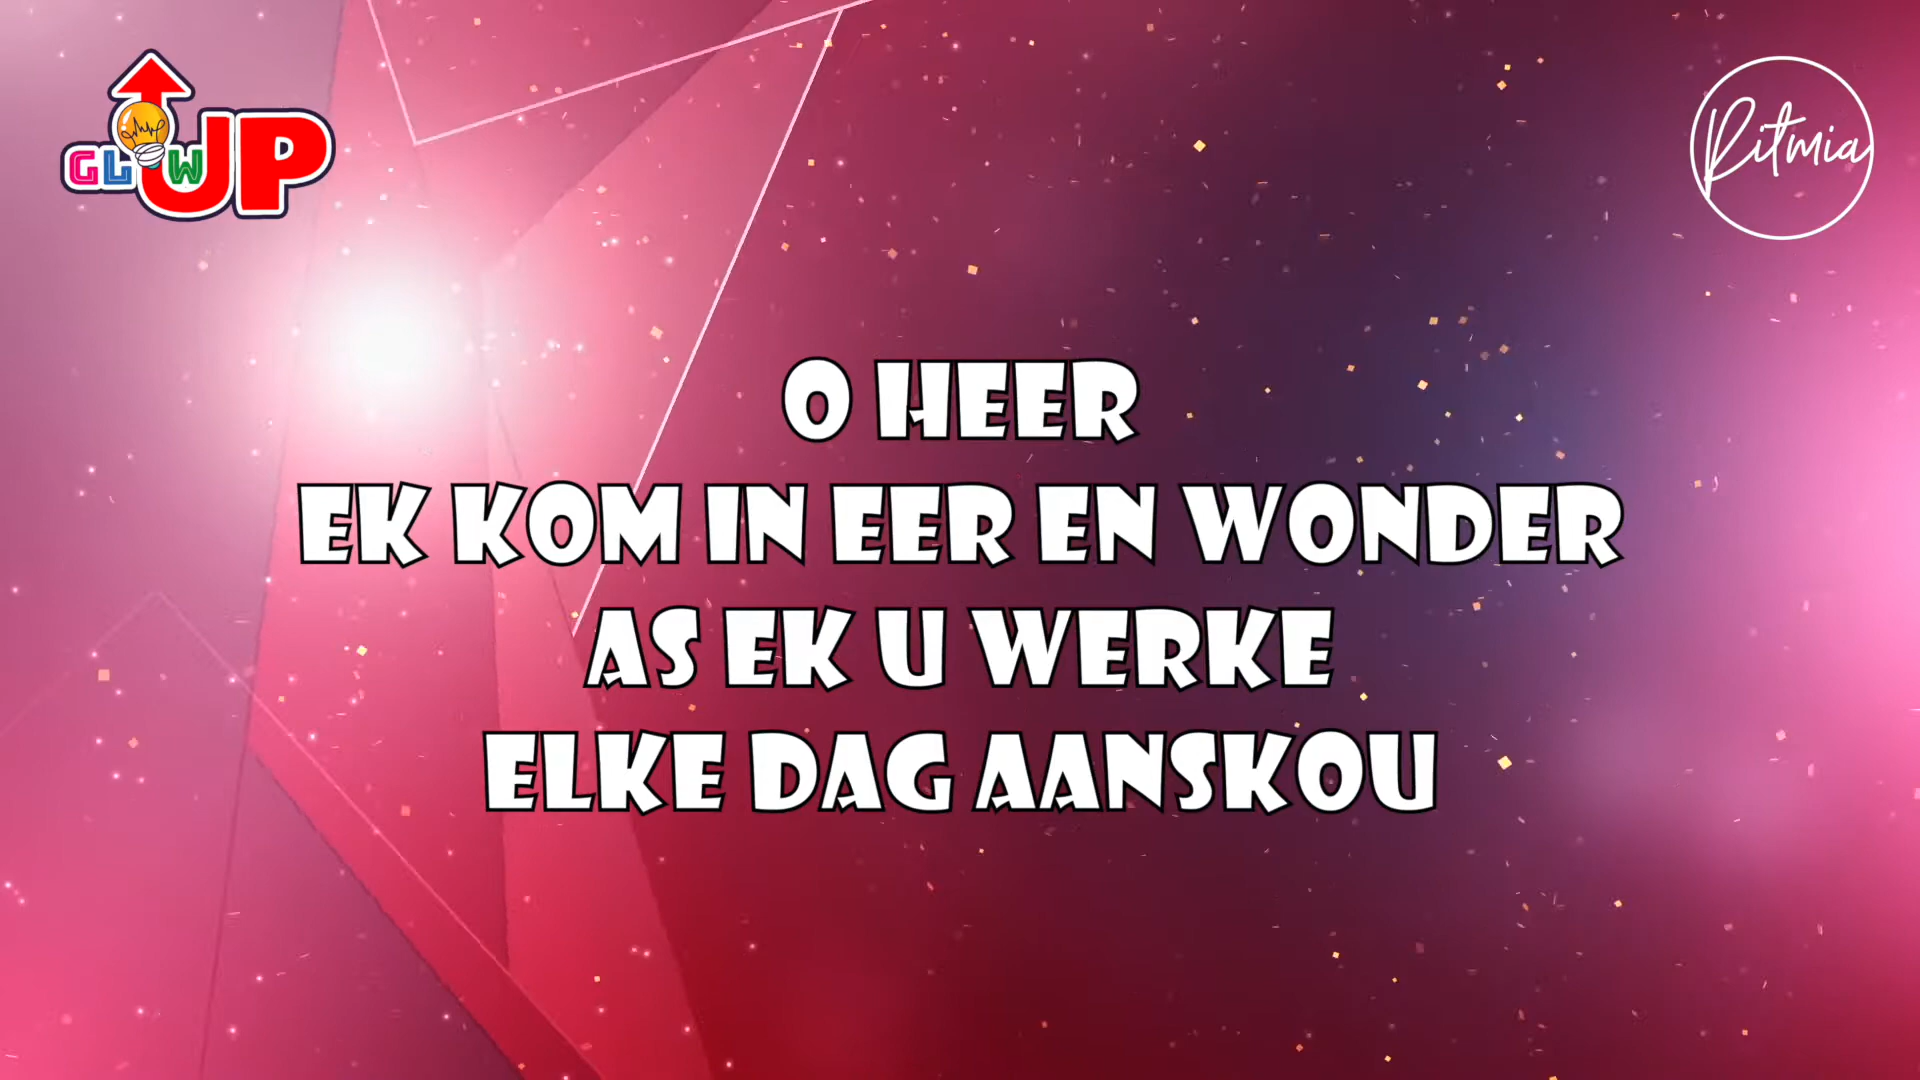 GLOW UP
Ritmia
O HEER
EK KOM IN EER EN WONDER
AS EK U WERKE
ELKE DAG AANSKOU